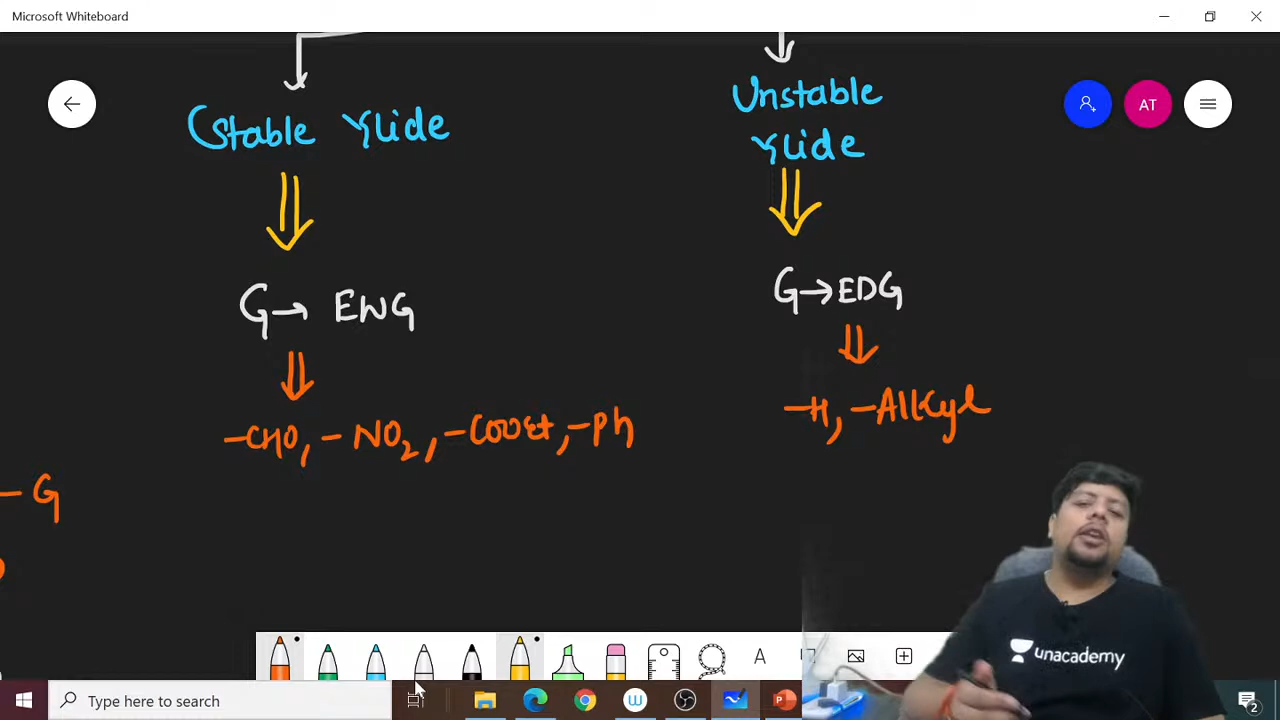 Microsoft Whiteboard
Stable Ylide
Unstable
Ylide
AT
G→ EWG
G→EDG
-CHO, -NO2, -COOEt, -Ph
-H, -Alkyl
-G
unacademy
A
Type here to search
2